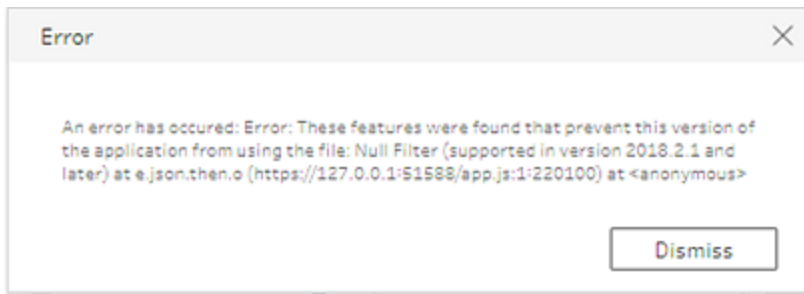 Error
An error has occured: Error: These features were found that prevent this version of
the application from using the file: Null Filter (supported in version 2018.2.1 and
later) at e.json.then.o (https://127.0.0.1:51588/app.js:1:220100) at <anonymous>
Dismiss